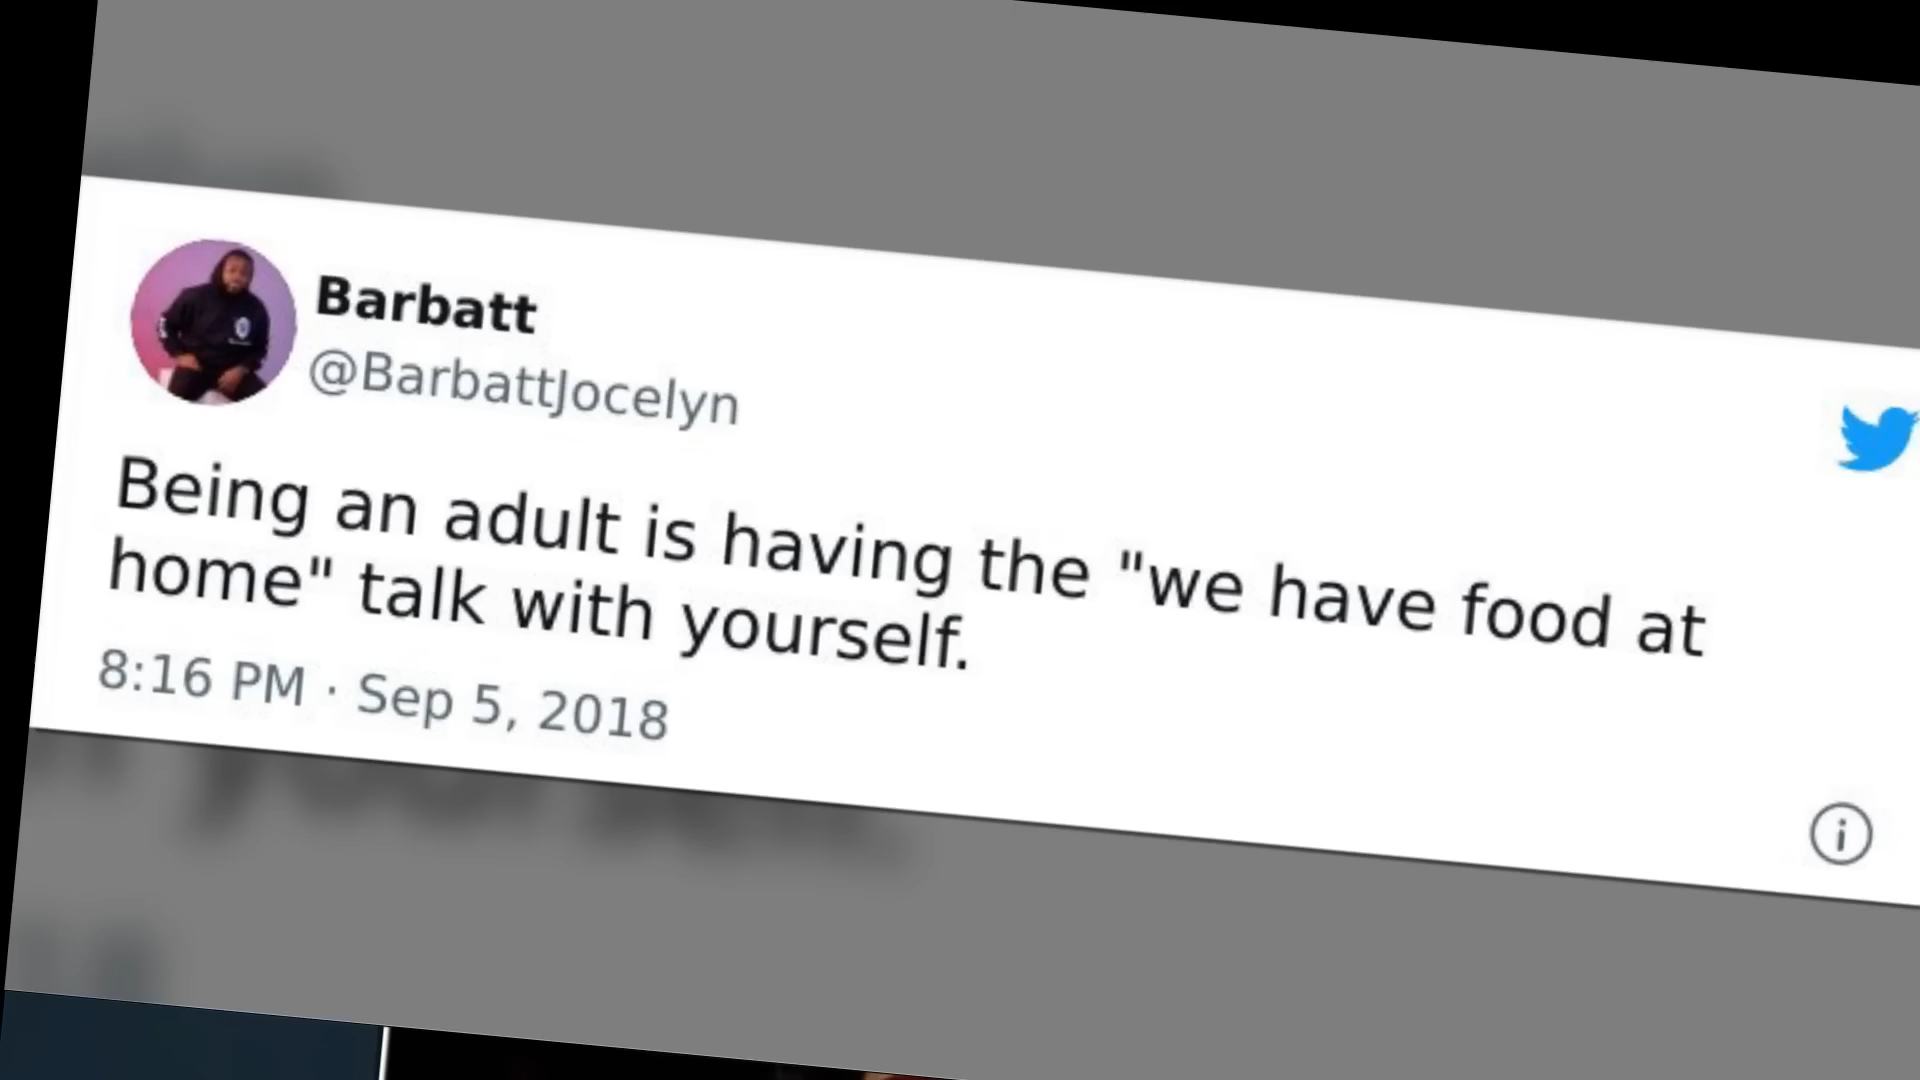 Barbatt
@BarbattJocelyn
Being an adult is having the "we have food at
home" talk with yourself.
8:16 PM · Sep 5, 2018